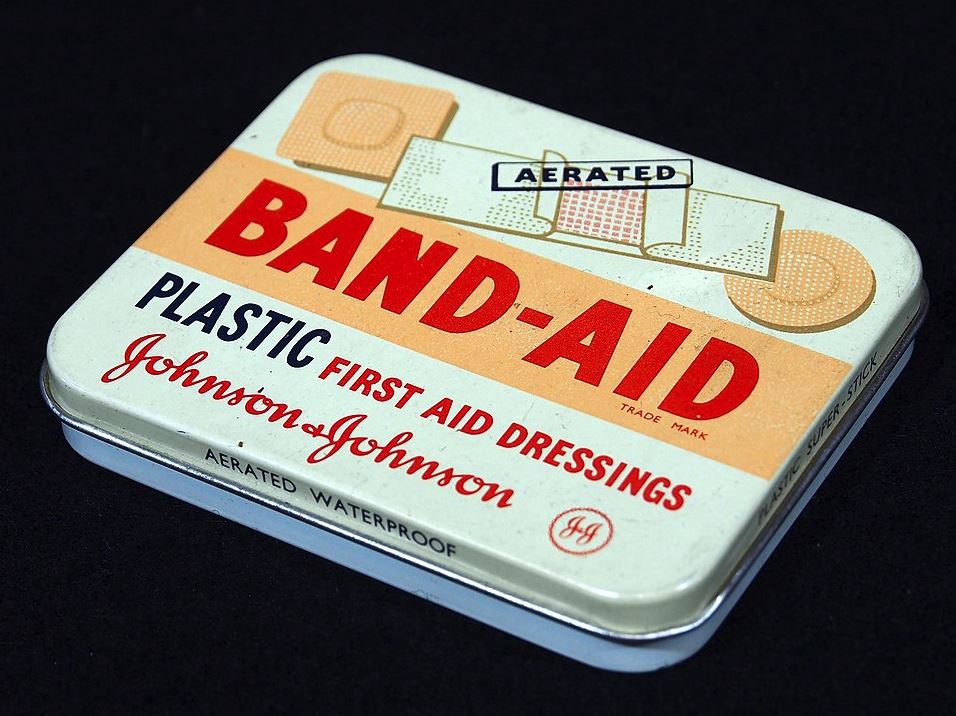 AERATED
BAND-AID
TRADE MARK
PLASTIC FIRST AID DRESSINGS
Johnson & Johnson
J&J
AERATED WATERPROOF
PLASTIC SUPER-STICK